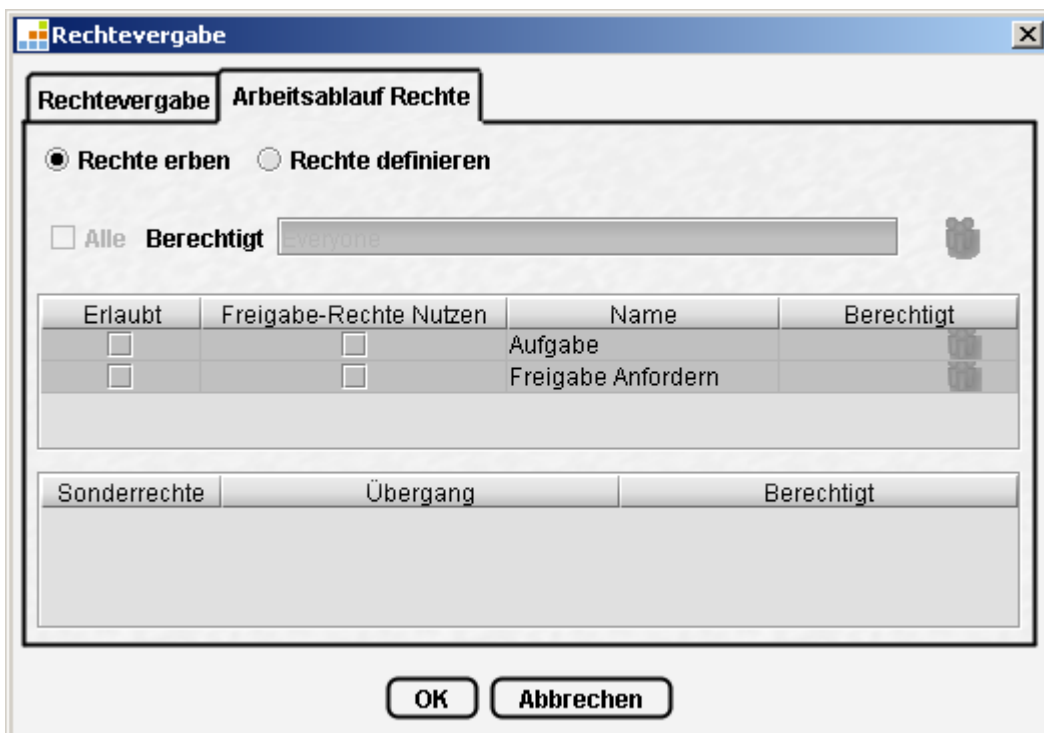 Rechtevergabe
Rechtevergabe Arbeitsablauf Rechte
Rechte erben Rechte definieren
Alle Berechtigt Everyone
Erlaubt Freigabe-Rechte Nutzen Name Berechtigt
Aufgabe
Freigabe Anfordern
Sonderrechte Übergang Berechtigt
OK Abbrechen